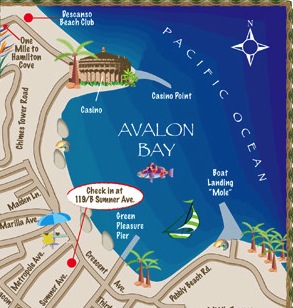 Descanso
Beach Club
N
One
Mile to
Hamilton
Cove
PACIFIC OCEAN
Casino Point
Casino
Chimes Tower Road
AVALON
BAY
Boat
Landing
"Mole"
Check in at
119/B Sumner Ave.
Maiden Ln.
Marilla Ave.
Green
Pleasure
Pier
Metropole Ave.
Crescent Ave.
Sumner Ave.
Pebbly Beach Rd.
Third